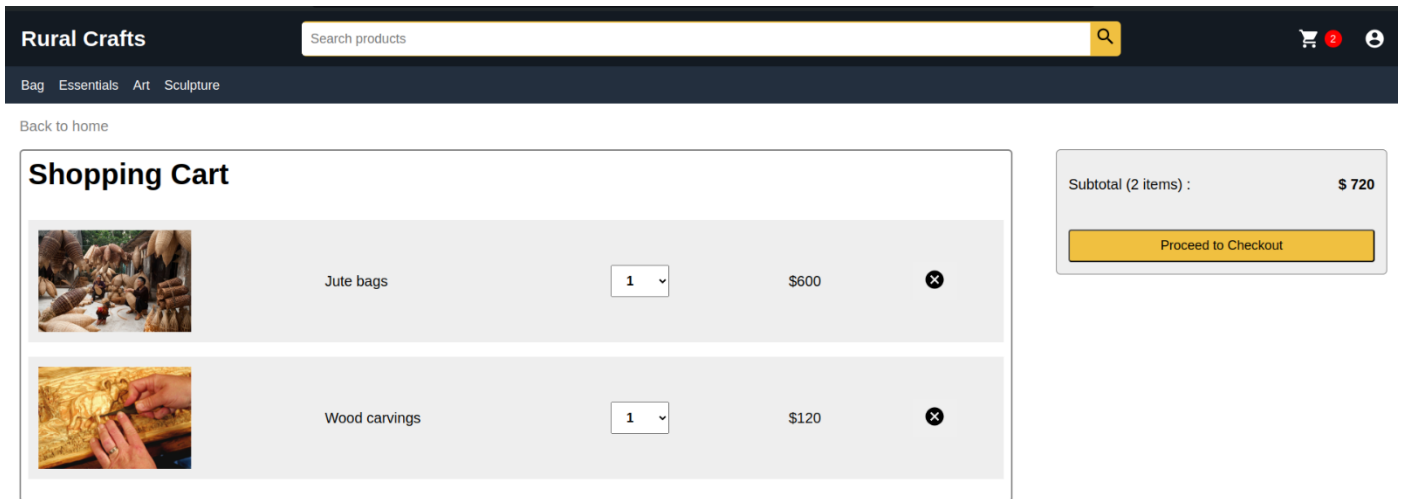 Rural Crafts
Search products
2
Bag Essentials Art Sculpture
Back to home
Shopping Cart
Jute bags 1 $600
Wood carvings 1 $120
Subtotal (2 items) : $ 720
Proceed to Checkout